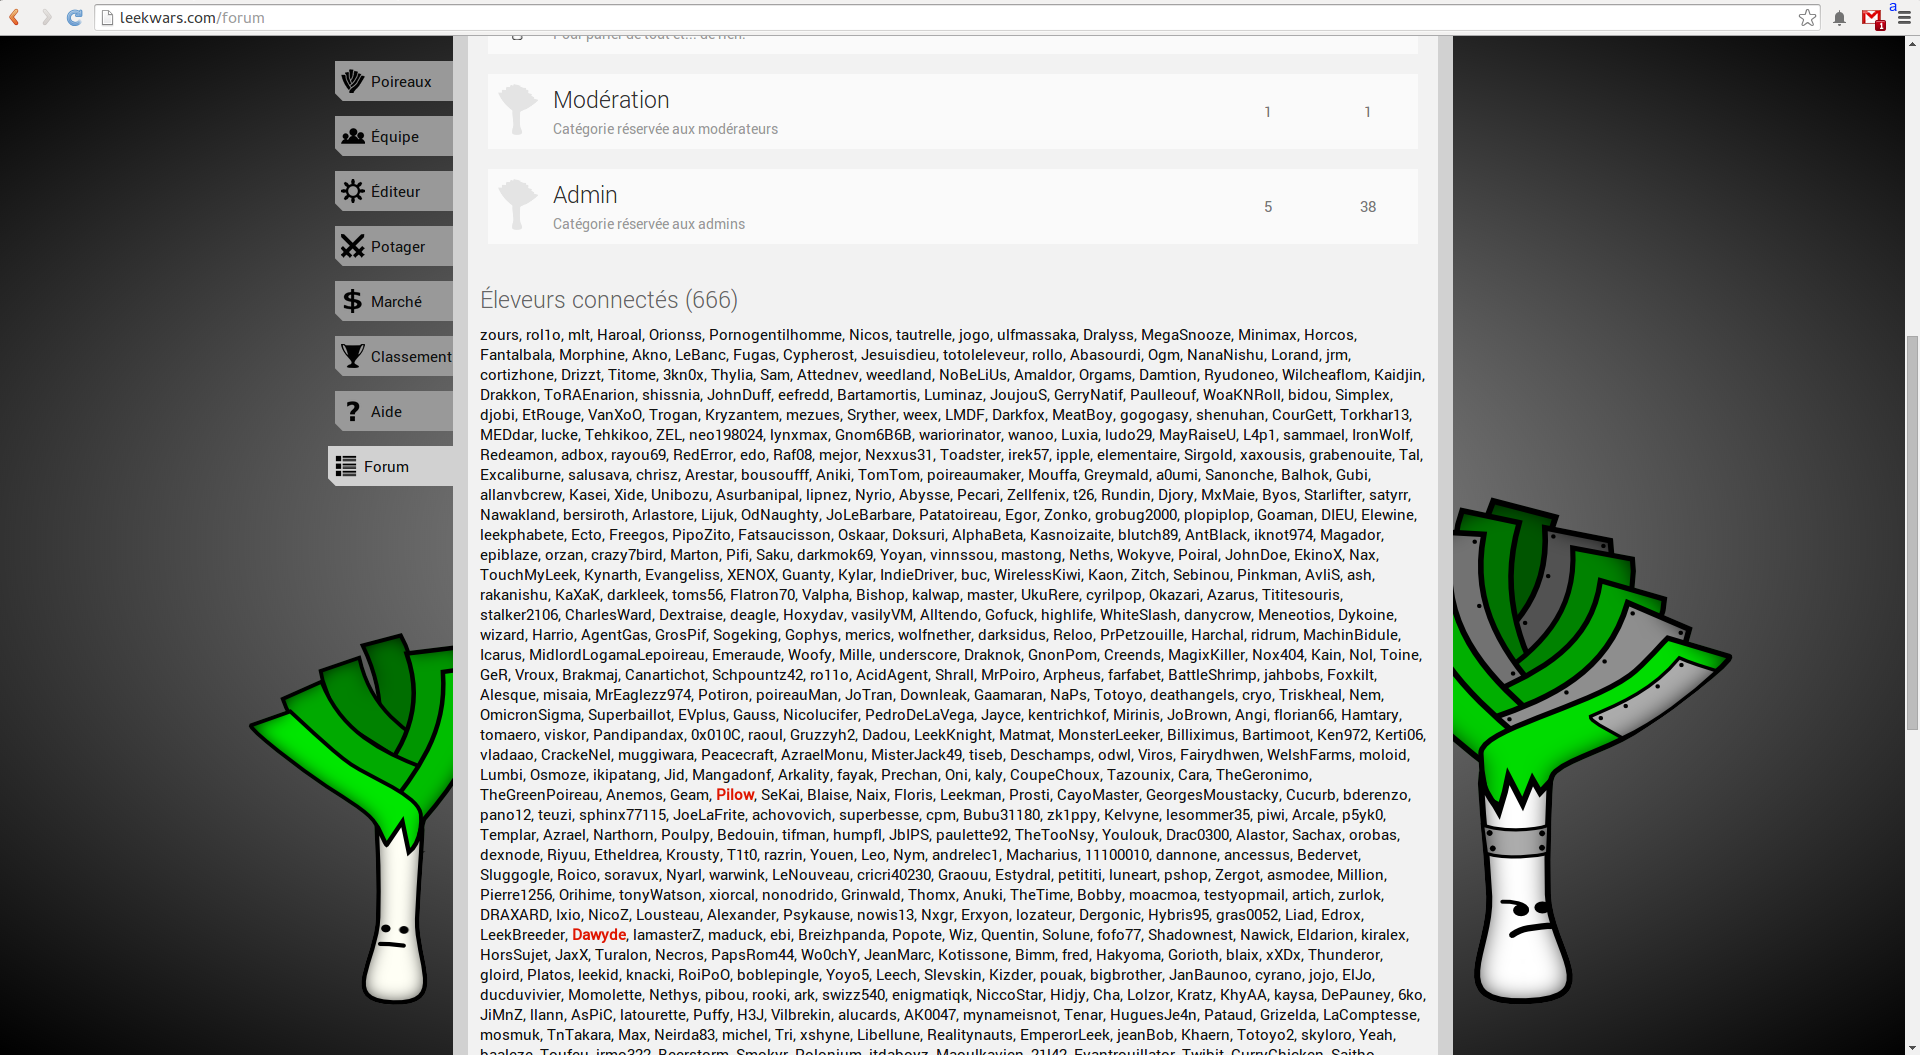 leekwars.com/forum
a
1
Pour parler de tout et... de rien.
Poireaux
Équipe
Éditeur
Potager
Marché
Classement
Aide
Forum
Modération 1 1
Catégorie réservée aux modérateurs
Admin 5 38
Catégorie réservée aux admins
Éleveurs connectés (666)
zours, rol1o, mlt, Haroal, Orionss, Pornogentilhomme, Nicos, tautrelle, jogo, ulfmassaka, Dralyss, MegaSnooze, Minimax, Horcos,
Fantalbala, Morphine, Akno, LeBanc, Fugas, Cypherost, Jesuisdieu, totoleleveur, rollo, Abasourdi, Ogm, NanaNishu, Lorand, jrm,
cortizhone, Drizzt, Titome, 3kn0x, Thylia, Sam, Attednev, weedland, NoBeLiUs, Amaldor, Orgams, Damtion, Ryudoneo, Wilcheaflom, Kaidjin,
Drakkon, ToRAEnarion, shissnia, JohnDuff, eefredd, Bartamortis, Luminaz, JoujouS, GerryNatif, Paulleouf, WoaKNRoll, bidou, Simplex,
djobi, EtRouge, VanXoO, Trogan, Kryzantem, mezues, Sryther, weex, LMDF, Darkfox, MeatBoy, gogogasy, shenuhan, CourGett, Torkhar13,
MEDdar, lucke, Tehkikoo, ZEL, neo198024, lynxmax, Gnom6B6B, wariorinator, wanoo, Luxia, ludo29, MayRaiseU, L4p1, sammael, IronWolf,
Redeamon, adbox, rayou69, RedError, edo, Raf08, mejor, Nexxus31, Toadster, irek57, ipple, elementaire, Sirgold, xaxousis, grabenouite, Tal,
Excaliburne, salusava, chrisz, Arestar, bousoufff, Aniki, TomTom, poireaumaker, Mouffa, Greymald, a0umi, Sanonche, Balhok, Gubi,
allanvbcrew, Kasei, Xide, Unibozu, Asurbanipal, lipnez, Nyrio, Abysse, Pecari, Zellfenix, t26, Rundin, Djory, MxMaie, Byos, Starlifter, satyrr,
Nawakland, bersiroth, Arlastore, Lijuk, OdNaughty, JoLeBarbare, Patatoireau, Egor, Zonko, grobug2000, plopiplop, Goaman, DIEU, Elewine,
leekphabete, Ecto, Freegos, PipoZito, Fatsaucisson, Oskaar, Doksuri, AlphaBeta, Kasnoizaite, blutch89, AntBlack, iknot974, Magador,
epiblaze, orzan, crazy7bird, Marton, Pifi, Saku, darkmok69, Yoyan, vinnssou, mastong, Neths, Wokyve, Poiral, JohnDoe, EkinoX, Nax,
TouchMyLeek, Kynarth, Evangeliss, XENOX, Guanty, Kylar, IndieDriver, buc, WirelessKiwi, Kaon, Zitch, Sebinou, Pinkman, AvliS, ash,
rakanishu, KaXaK, darkleek, toms56, Flatron70, Valpha, Bishop, kalwap, master, UkuRere, cyrilpop, Okazari, Azarus, Tititesouris,
stalker2106, CharlesWard, Dextraise, deagle, Hoxydav, vasilyVM, Alltendo, Gofuck, highlife, WhiteSlash, danycrow, Meneotios, Dykoine,
wizard, Harrio, AgentGas, GrosPif, Sogeking, Gophys, merics, wolfnether, darksidus, Reloo, PrPetzouille, Harchal, ridrum, MachinBidule,
Icarus, MidlordLogamaLepoireau, Emeraude, Woofy, Mille, underscore, Draknok, GnonPom, Creends, MagixKiller, Nox404, Kain, Nol, Toine,
GeR, Vroux, Brakmaj, Canartichot, Schpountz42, ro11o, AcidAgent, Shrall, MrPoiro, Arpheus, farfabet, BattleShrimp, jahbobs, Foxkilt,
Alesque, misaia, MrEaglezz974, Potiron, poireauMan, JoTran, Downleak, Gaamaran, NaPs, Totoyo, deathangels, cryo, Triskheal, Nem,
OmicronSigma, Superbaillot, EVplus, Gauss, Nicolucifer, PedroDeLaVega, Jayce, kentrichkof, Mirinis, JoBrown, Angi, florian66, Hamtary,
tomaero, viskor, Pandipandax, 0x010C, raoul, Gruzzyh2, Dadou, LeekKnight, Matmat, MonsterLeeker, Billiximus, Bartimoot, Ken972, Kerti06,
vladaao, CrackeNel, muggiwara, Peacecraft, AzraelMonu, MisterJack49, tiseb, Deschamps, odwl, Viros, Fairydhwen, WelshFarms, moloid,
Lumbi, Osmoze, ikipatang, Jid, Mangadonf, Arkality, fayak, Prechan, Oni, kaly, CoupeChoux, Tazounix, Cara, TheGeronimo,
TheGreenPoireau, Anemos, Geam, Pilow, SeKai, Blaise, Naix, Floris, Leekman, Prosti, CayoMaster, GeorgesMoustacky, Cucurb, bderenzo,
pano12, teuzi, sphinx77115, JoeLaFrite, achovovich, superbesse, cpm, Bubu31180, zk1ppy, Kelvyne, lesommer35, piwi, Arcale, p5yk0,
Templar, Azrael, Narthorn, Poulpy, Bedouin, tifman, humpfl, JbIPS, paulette92, TheTooNsy, Youlouk, Drac0300, Alastor, Sachax, orobas,
dexnode, Riyuu, Etheldrea, Krousty, T1t0, razrin, Youen, Leo, Nym, andrelec1, Macharius, 11100010, dannone, ancessus, Bedervet,
Sluggogle, Roico, soravux, Nyarl, warwink, LeNouveau, cricri40230, Graouu, Estydral, petititi, luneart, pshop, Zergot, asmodee, Million,
Pierre1256, Orihime, tonyWatson, xiorcal, nonodrido, Grinwald, Thomx, Anuki, TheTime, Bobby, moacmoa, testyopmail, artich, zurlok,
DRAXARD, Ixio, NicoZ, Lousteau, Alexander, Psykause, nowis13, Nxgr, Erxyon, lozateur, Dergonic, Hybris95, gras0052, Liad, Edrox,
LeekBreeder, Dawyde, lamasterZ, maduck, ebi, Breizhpanda, Popote, Wiz, Quentin, Solune, fofo77, Shadownest, Nawick, Eldarion, kiralex,
HorsSujet, JaxX, Turalon, Necros, PapsRom44, Wo0chY, JeanMarc, Kotissone, Bimm, fred, Hakyoma, Gorioth, blaix, xXDx, Thunderor,
gloird, Platos, leekid, knacki, RoiPoO, boblepingle, Yoyo5, Leech, Slevskin, Kizder, pouak, bigbrother, JanBaunoo, cyrano, jojo, ElJo,
ducduvivier, Momolette, Nethys, pibou, rooki, ark, swizz540, enigmatiqk, NiccoStar, Hidjy, Cha, Lolzor, Kratz, KhyAA, kaysa, DePauney, 6ko,
JiMnZ, Ilann, AsPiC, latourette, Puffy, H3J, Vilbrekin, alucards, AK0047, mynameisnot, Tenar, HuguesJe4n, Pataud, Grizelda, LaComptesse,
mosmuk, TnTakara, Max, Neirda83, michel, Tri, xshyne, Libellune, Realitynauts, EmperorLeek, jeanBob, Khaern, Totoyo2, skyloro, Yeah,